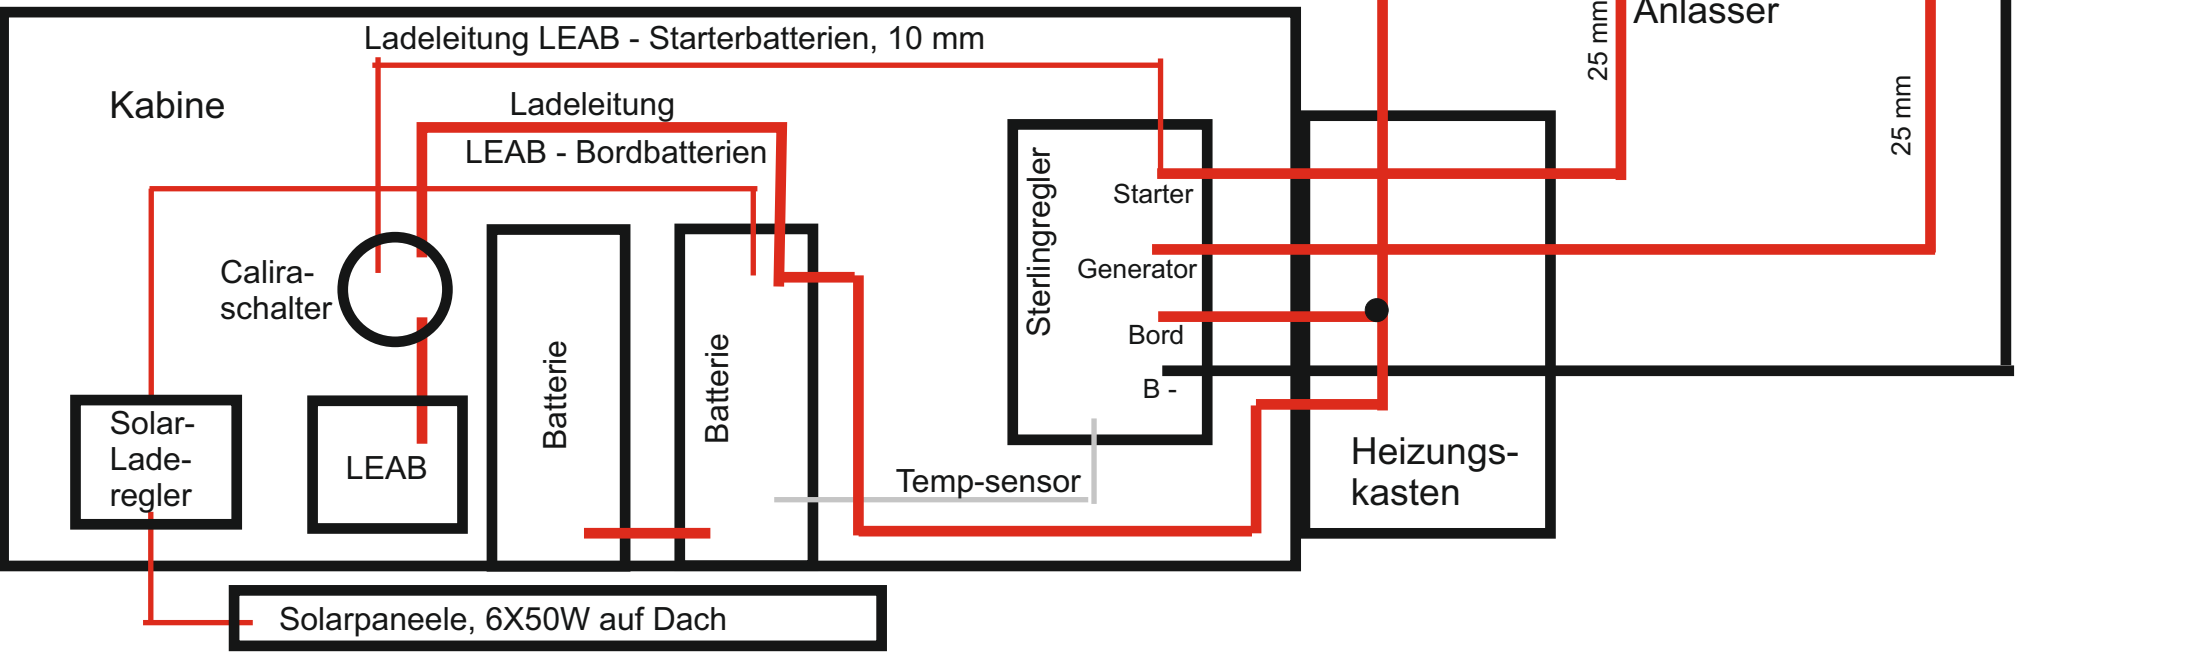 Anlasser
25 mm
25 mm
Ladeleitung LEAB - Starterbatterien, 10 mm
Kabine
Ladeleitung
LEAB - Bordbatterien
Calira-
schalter
Batterie
Batterie
Sterlingregler
Starter
Generator
Bord
B -
Solar-
Lade-
regler
LEAB
Temp-sensor
Heizungs-
kasten
Solarpaneele, 6X50W auf Dach